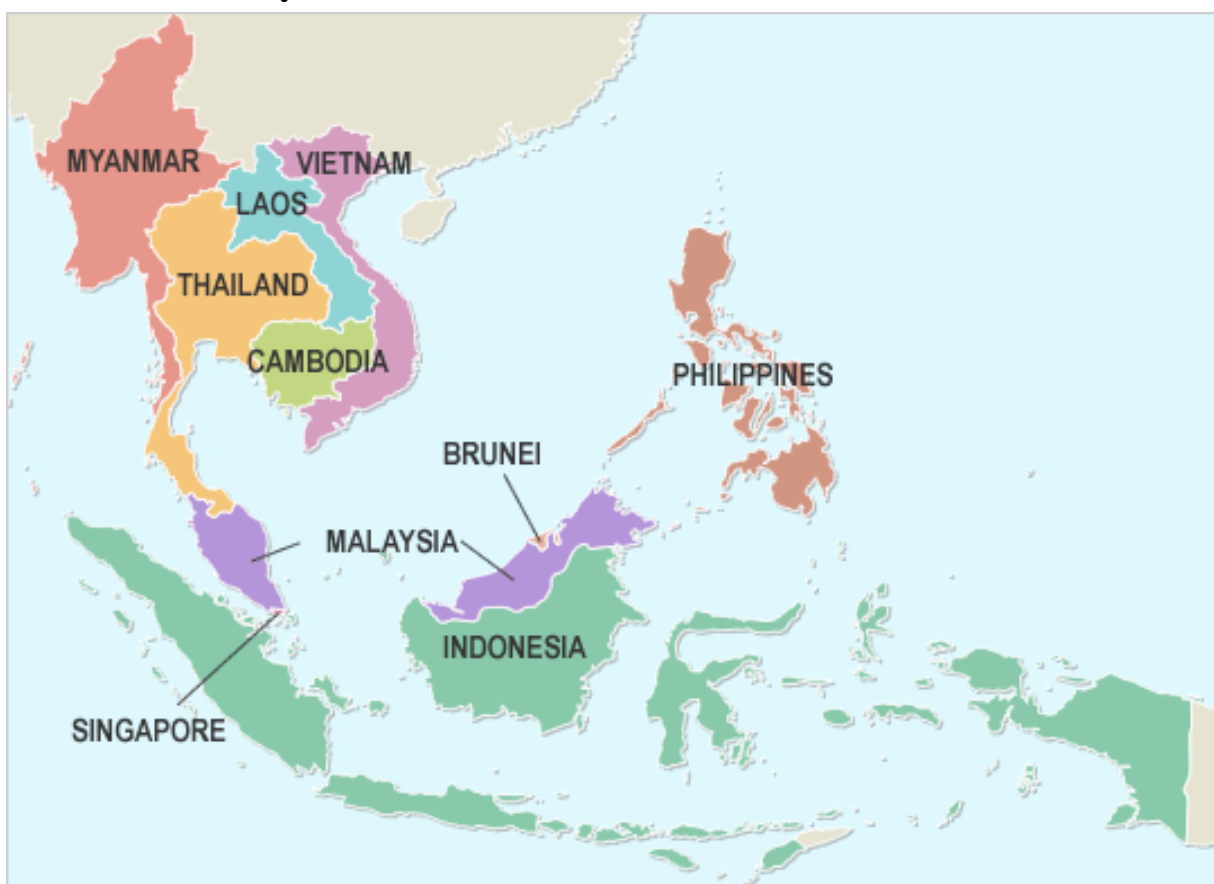 MYANMAR
VIETNAM
LAOS
THAILAND
CAMBODIA
PHILIPPINES
BRUNEI
MALAYSIA
INDONESIA
SINGAPORE